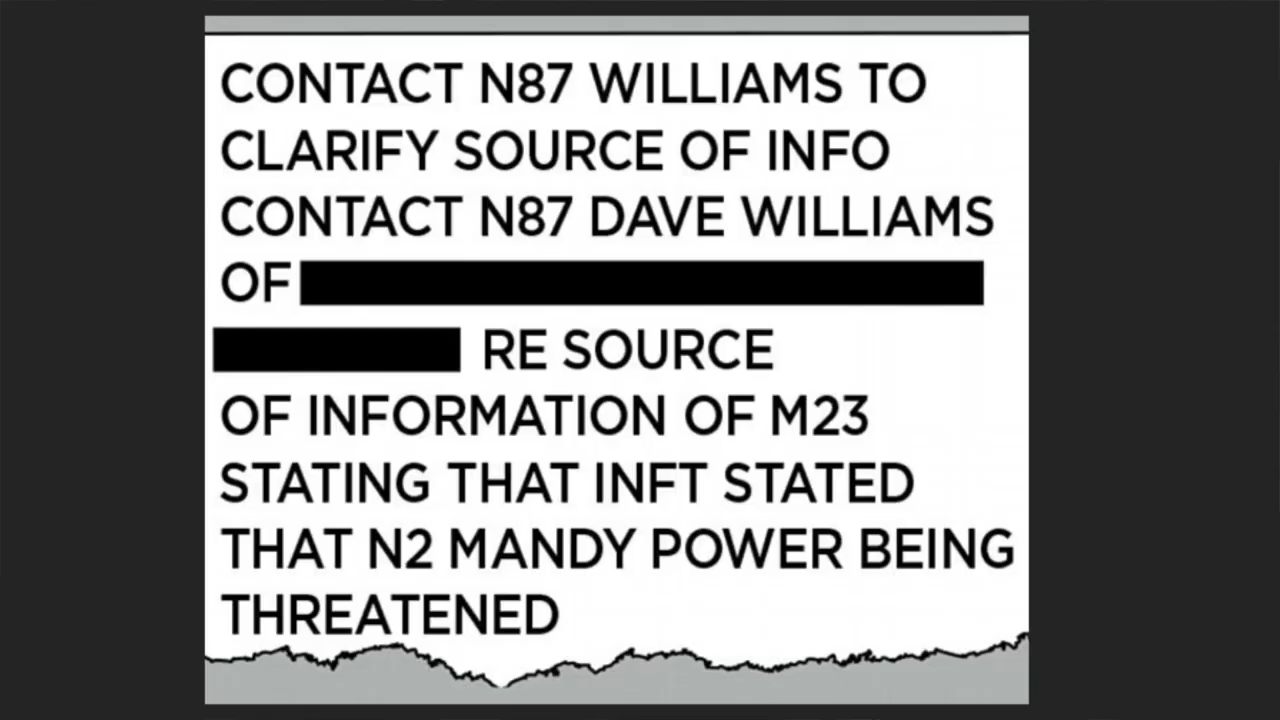 CONTACT N87 WILLIAMS TO
CLARIFY SOURCE OF INFO
CONTACT N87 DAVE WILLIAMS
OF
RE SOURCE
OF INFORMATION OF M23
STATING THAT INFT STATED
THAT N2 MANDY POWER BEING
THREATENED